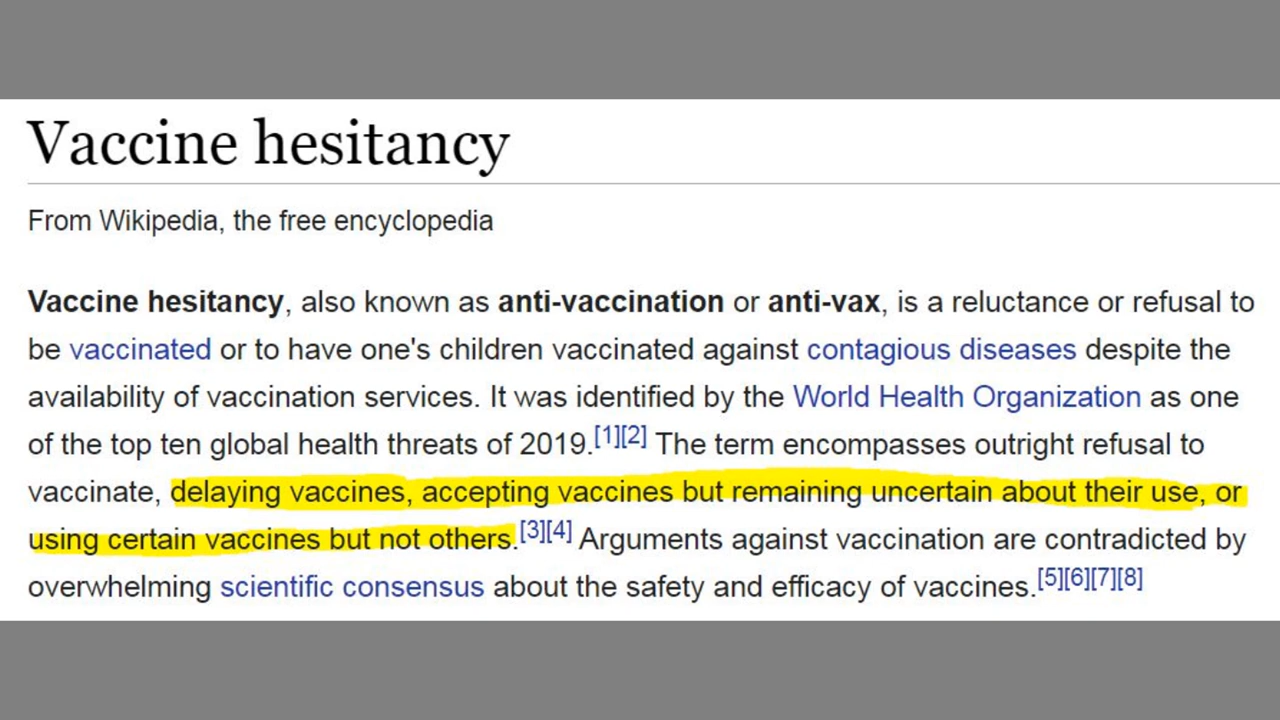 Vaccine hesitancy
From Wikipedia, the free encyclopedia
Vaccine hesitancy, also known as anti-vaccination or anti-vax, is a reluctance or refusal to
be vaccinated or to have one's children vaccinated against contagious diseases despite the
availability of vaccination services. It was identified by the World Health Organization as one
of the top ten global health threats of 2019.[1][2] The term encompasses outright refusal to
vaccinate, delaying vaccines, accepting vaccines but remaining uncertain about their use, or
using certain vaccines but not others.[3][4] Arguments against vaccination are contradicted by
overwhelming scientific consensus about the safety and efficacy of vaccines.[5][6][7][8]